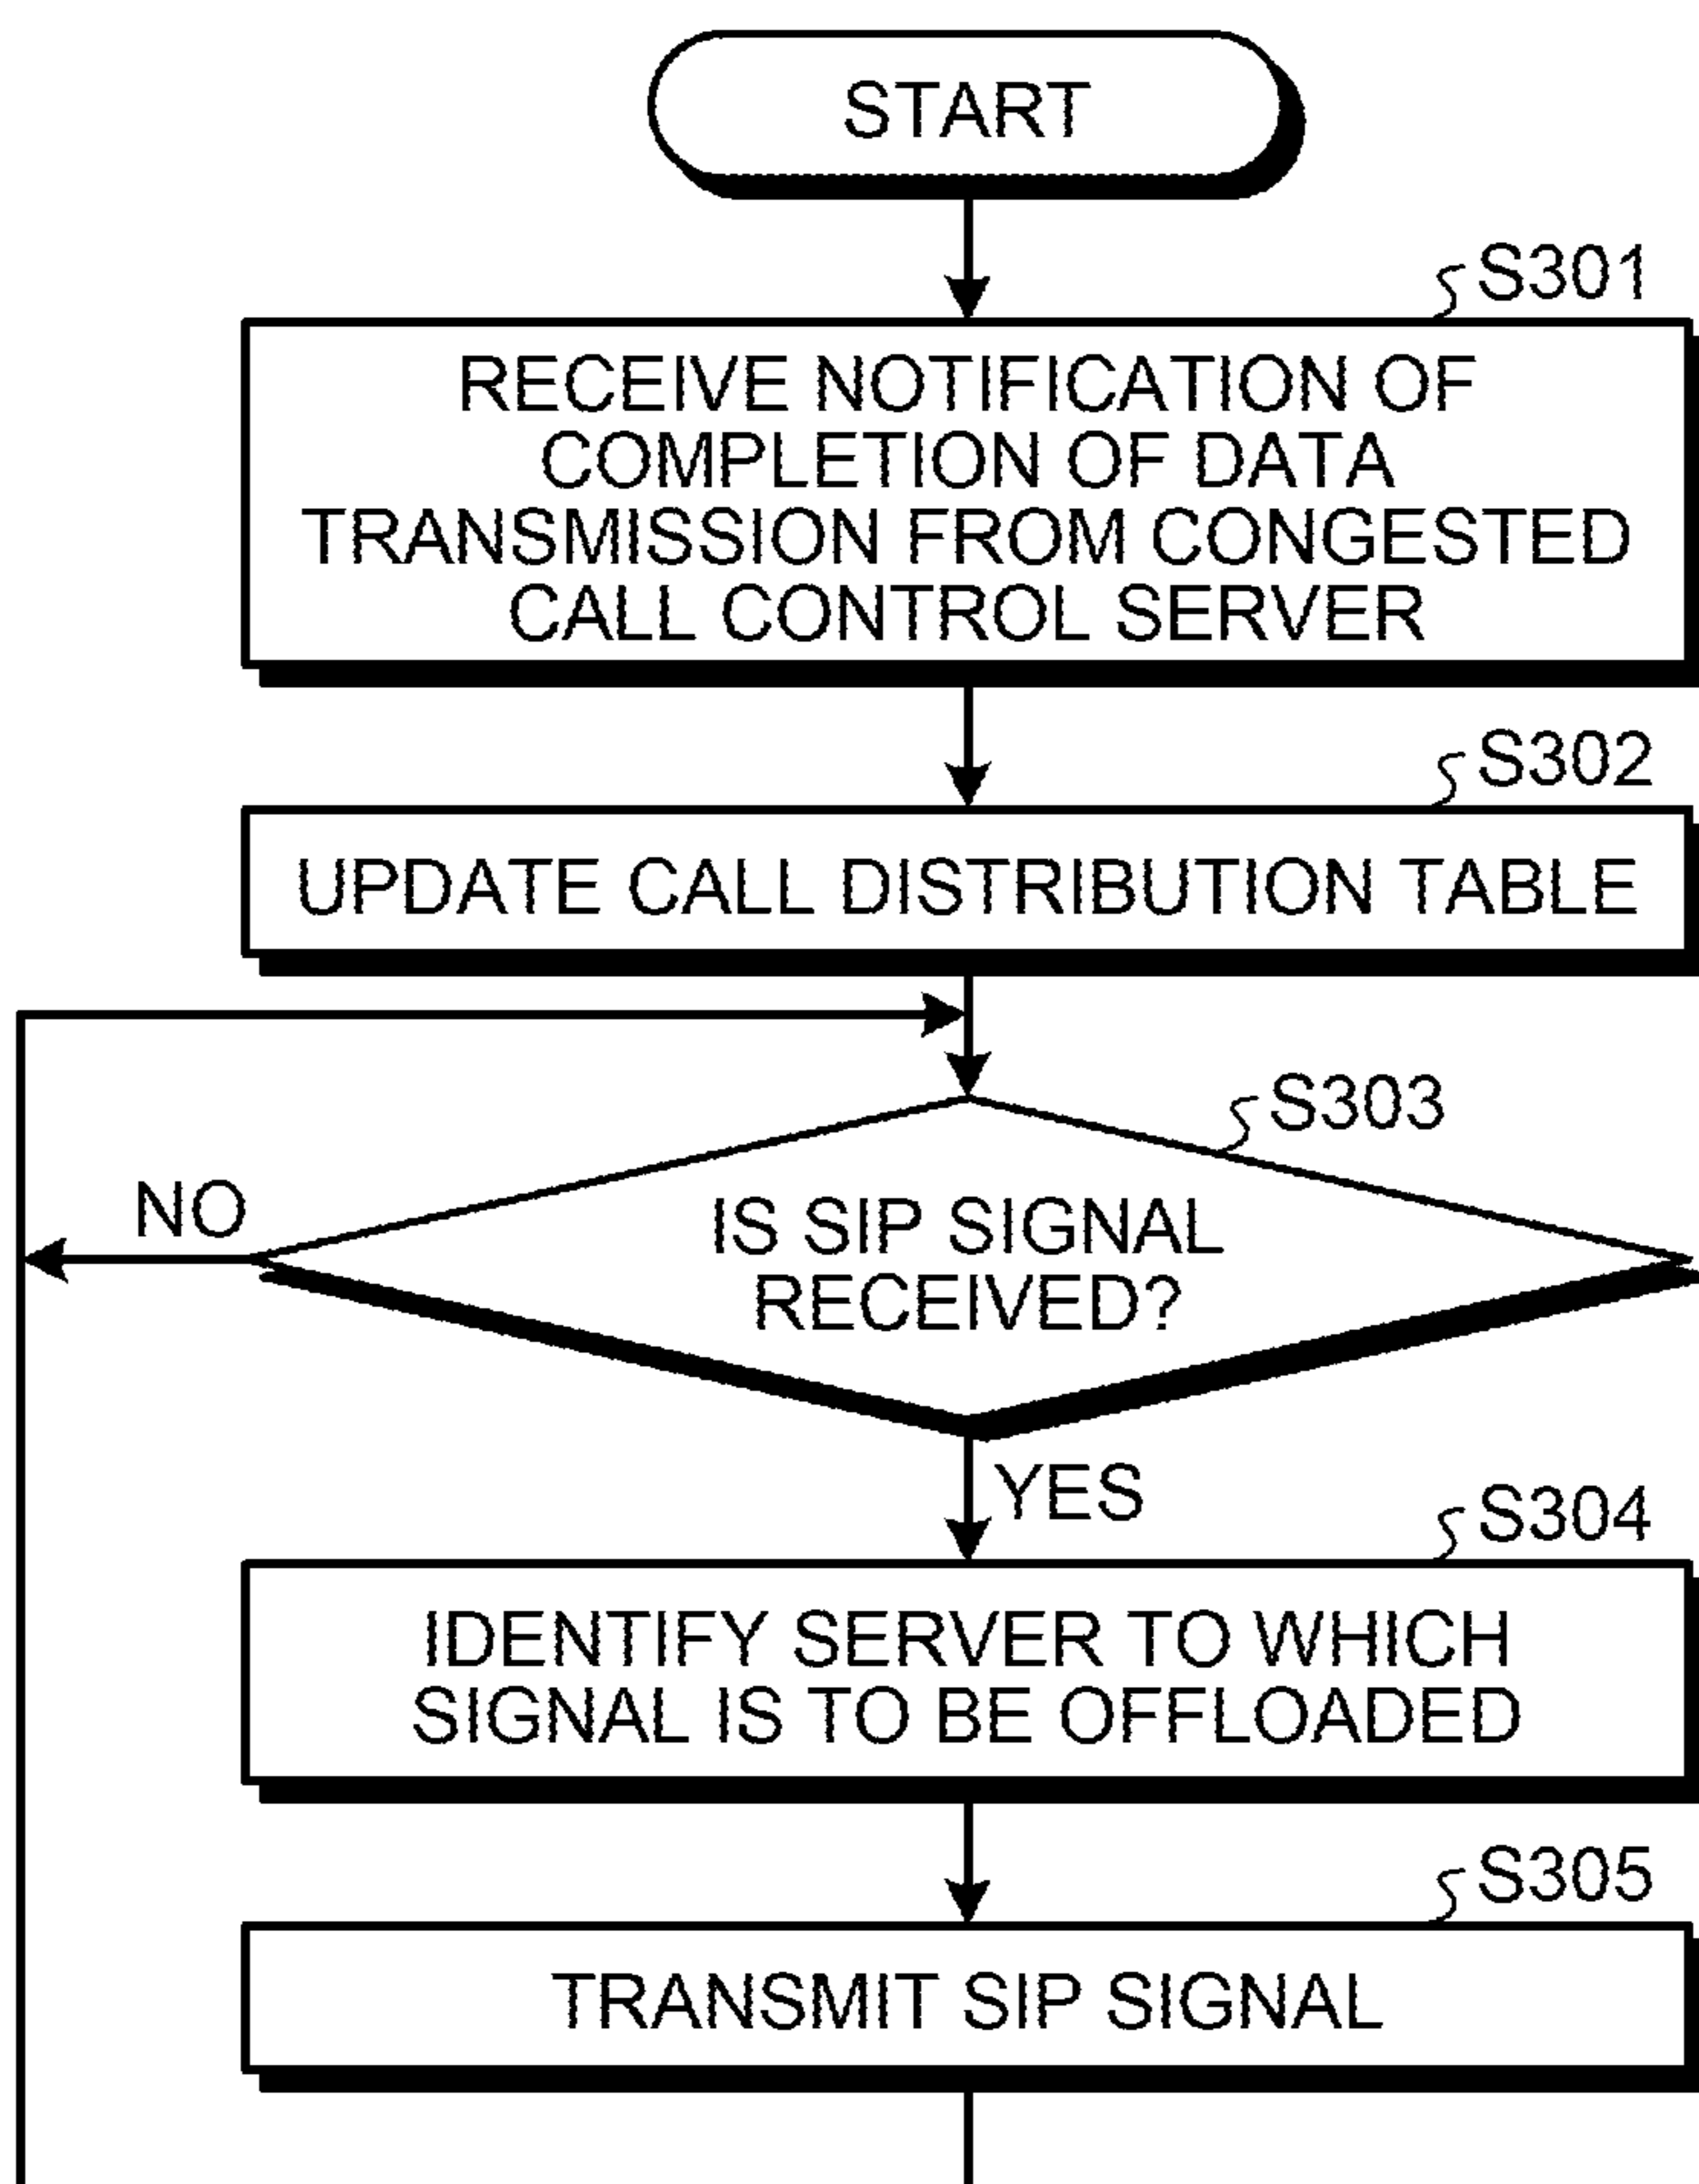 START
S301
RECEIVE NOTIFICATION OF
COMPLETION OF DATA
TRANSMISSION FROM CONGESTED
CALL CONTROL SERVER
S302
UPDATE CALL DISTRIBUTION TABLE
S303
NO
IS SIP SIGNAL
RECEIVED?
YES
S304
IDENTIFY SERVER TO WHICH
SIGNAL IS TO BE OFFLOADED
S305
TRANSMIT SIP SIGNAL